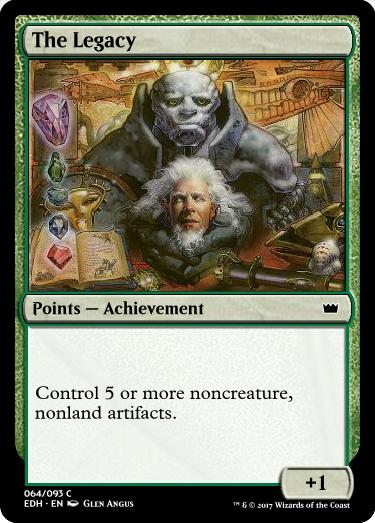 The Legacy
Points — Achievement
Control 5 or more noncreature,
nonland artifacts.
+1
064/093 C
EDH • EN Glen Angus
™ & © 2017 Wizards of the Coast